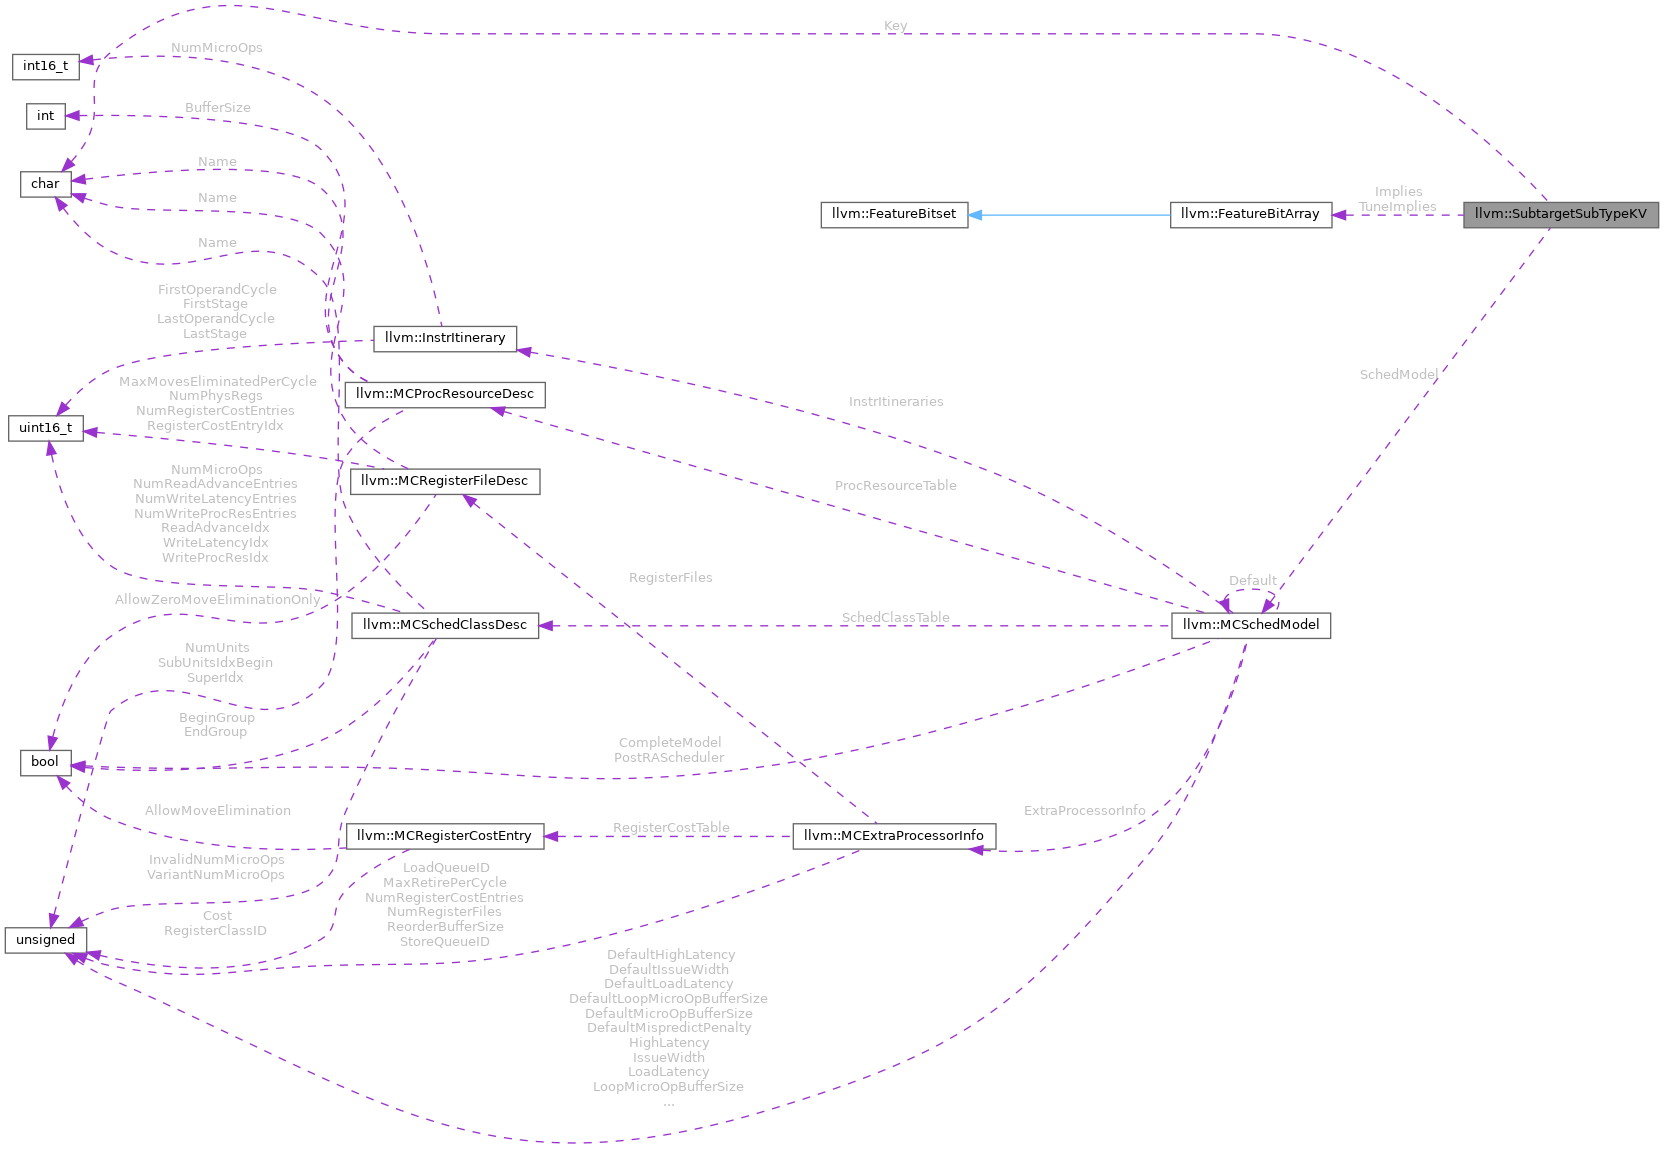 Key
NumMicroOps
int16_t
BufferSize
int
Name
char
Name
Implies
TuneImplies
llvm::FeatureBitset
llvm::FeatureBitArray
llvm::SubtargetSubTypeKV
Name
FirstOperandCycle
FirstStage
LastOperandCycle
LastStage
llvm::InstrItinerary
SchedModel
MaxMovesEliminatedPerCycle
NumPhysRegs
NumRegisterCostEntries
RegisterCostEntryIdx
llvm::MCProcResourceDesc
InstrItineraries
uint16_t
NumMicroOps
NumReadAdvanceEntries
NumWriteLatencyEntries
NumWriteProcResEntries
ReadAdvanceIdx
WriteLatencyIdx
WriteProcResIdx
llvm::MCRegisterFileDesc
ProcResourceTable
RegisterFiles
Default
AllowZeroMoveEliminationOnly
llvm::MCSchedClassDesc
SchedClassTable
llvm::MCSchedModel
NumUnits
SubUnitsIdxBegin
SuperIdx
BeginGroup
EndGroup
CompleteModel
PostRAScheduler
bool
AllowMoveElimination
ExtraProcessorInfo
llvm::MCRegisterCostEntry
RegisterCostTable
llvm::MCExtraProcessorInfo
InvalidNumMicroOps
VariantNumMicroOps
LoadQueueID
MaxRetirePerCycle
NumRegisterCostEntries
NumRegisterFiles
ReorderBufferSize
StoreQueueID
Cost
RegisterClassID
unsigned
DefaultHighLatency
DefaultIssueWidth
DefaultLoadLatency
DefaultLoopMicroOpBufferSize
DefaultMicroOpBufferSize
DefaultMispredictPenalty
HighLatency
IssueWidth
LoadLatency
LoopMicroOpBufferSize
...